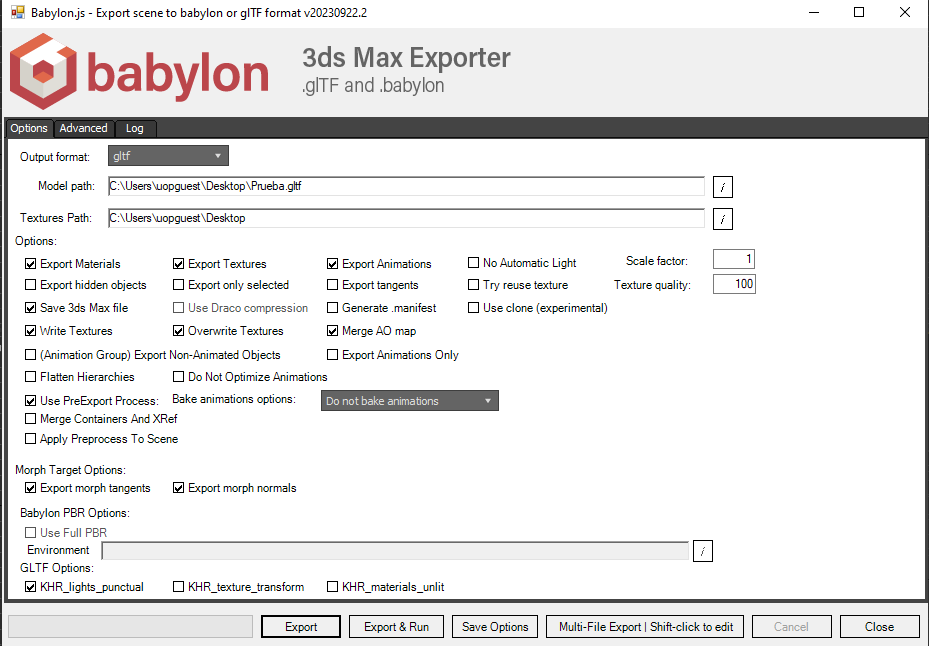 Babylon.js - Export scene to babylon or glTF format v20230922.2
babylon
3ds Max Exporter
.glTF and .babylon
Options Advanced Log
Output format: gltf
Model path: C:\Users\uopguest\Desktop\Prueba.gltf /
Textures Path: C:\Users\uopguest\Desktop /
Options:
Export Materials Export Textures Export Animations No Automatic Light Scale factor: 1
Export hidden objects Export only selected Export tangents Try reuse texture Texture quality: 100
Save 3ds Max file Use Draco compression Generate .manifest Use clone (experimental)
Write Textures Overwrite Textures Merge AO map
(Animation Group) Export Non-Animated Objects Export Animations Only
Flatten Hierarchies Do Not Optimize Animations
Use PreExport Process: Bake animations options: Do not bake animations
Merge Containers And XRef
Apply Preprocess To Scene
Morph Target Options:
Export morph tangents Export morph normals
Babylon PBR Options:
Use Full PBR
Environment /
GLTF Options:
KHR_lights_punctual KHR_texture_transform KHR_materials_unlit
Export Export & Run Save Options Multi-File Export | Shift-click to edit Cancel Close